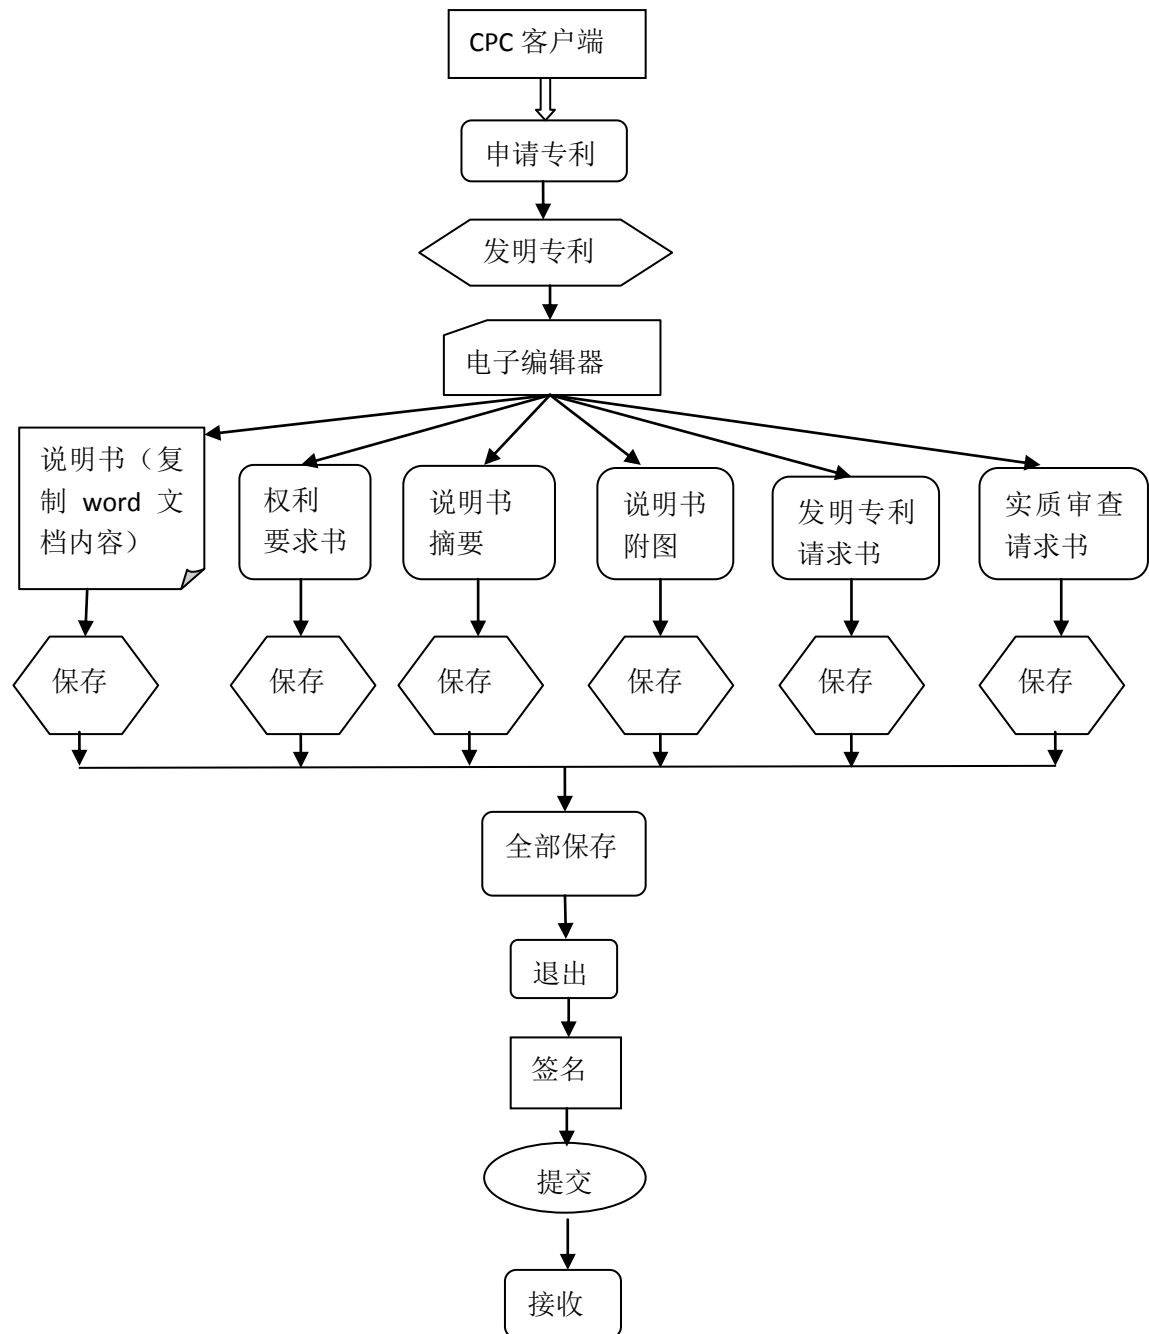 CPC 客户端
申请专利
发明专利
电子编辑器
说明书（复
制 word 文
档内容）
权利
要求书
说明书
摘要
说明书
附图
发明专利
请求书
实质审查
请求书
保存
保存
保存
保存
保存
保存
全部保存
退出
签名
提交
接收